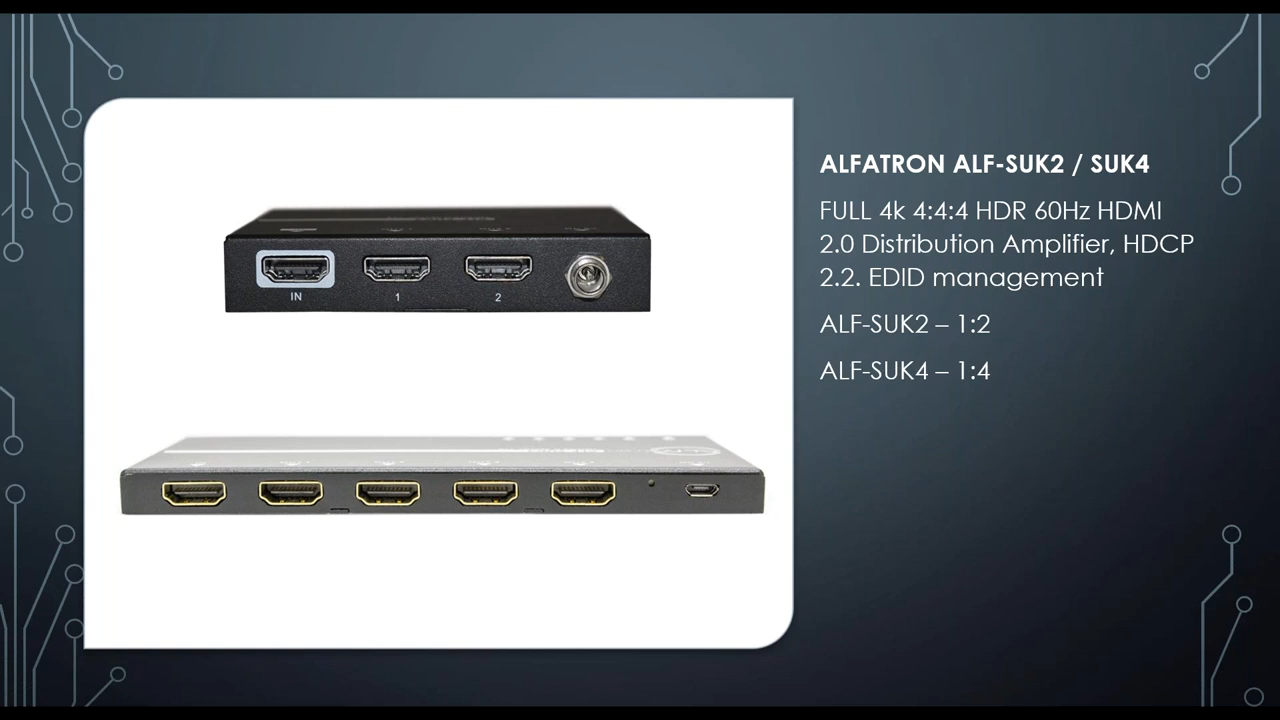 ALFATRON ALF-SUK2 / SUK4
FULL 4k 4:4:4 HDR 60Hz HDMI
2.0 Distribution Amplifier, HDCP
2.2. EDID management
ALF-SUK2 – 1:2
ALF-SUK4 – 1:4
IN 1 2